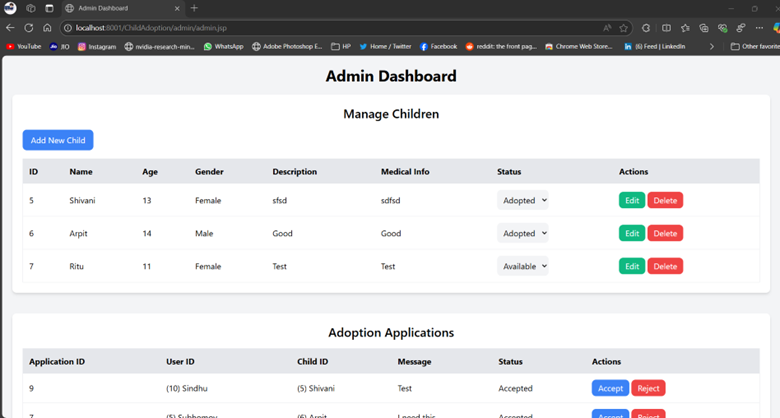 Admin Dashboard
localhost:8001/ChildAdoption/admin/admin.jsp
YouTube JIO Instagram nvidia-research-min... WhatsApp Adobe Photoshop E... HP Home / Twitter Facebook reddit: the front pag... Chrome Web Store... (6) Feed | LinkedIn Other favorite
Admin Dashboard
Manage Children
Add New Child
ID Name Age Gender Description Medical Info Status Actions
5 Shivani 13 Female sfsd sdfsd Adopted Edit Delete
6 Arpit 14 Male Good Good Adopted Edit Delete
7 Ritu 11 Female Test Test Available Edit Delete
Adoption Applications
Application ID User ID Child ID Message Status Actions
9 (10) Sindhu (5) Shivani Test Accepted Accept Reject
7 (5) Subhomoy (6) Arpit I need this Accepted Accept Reject